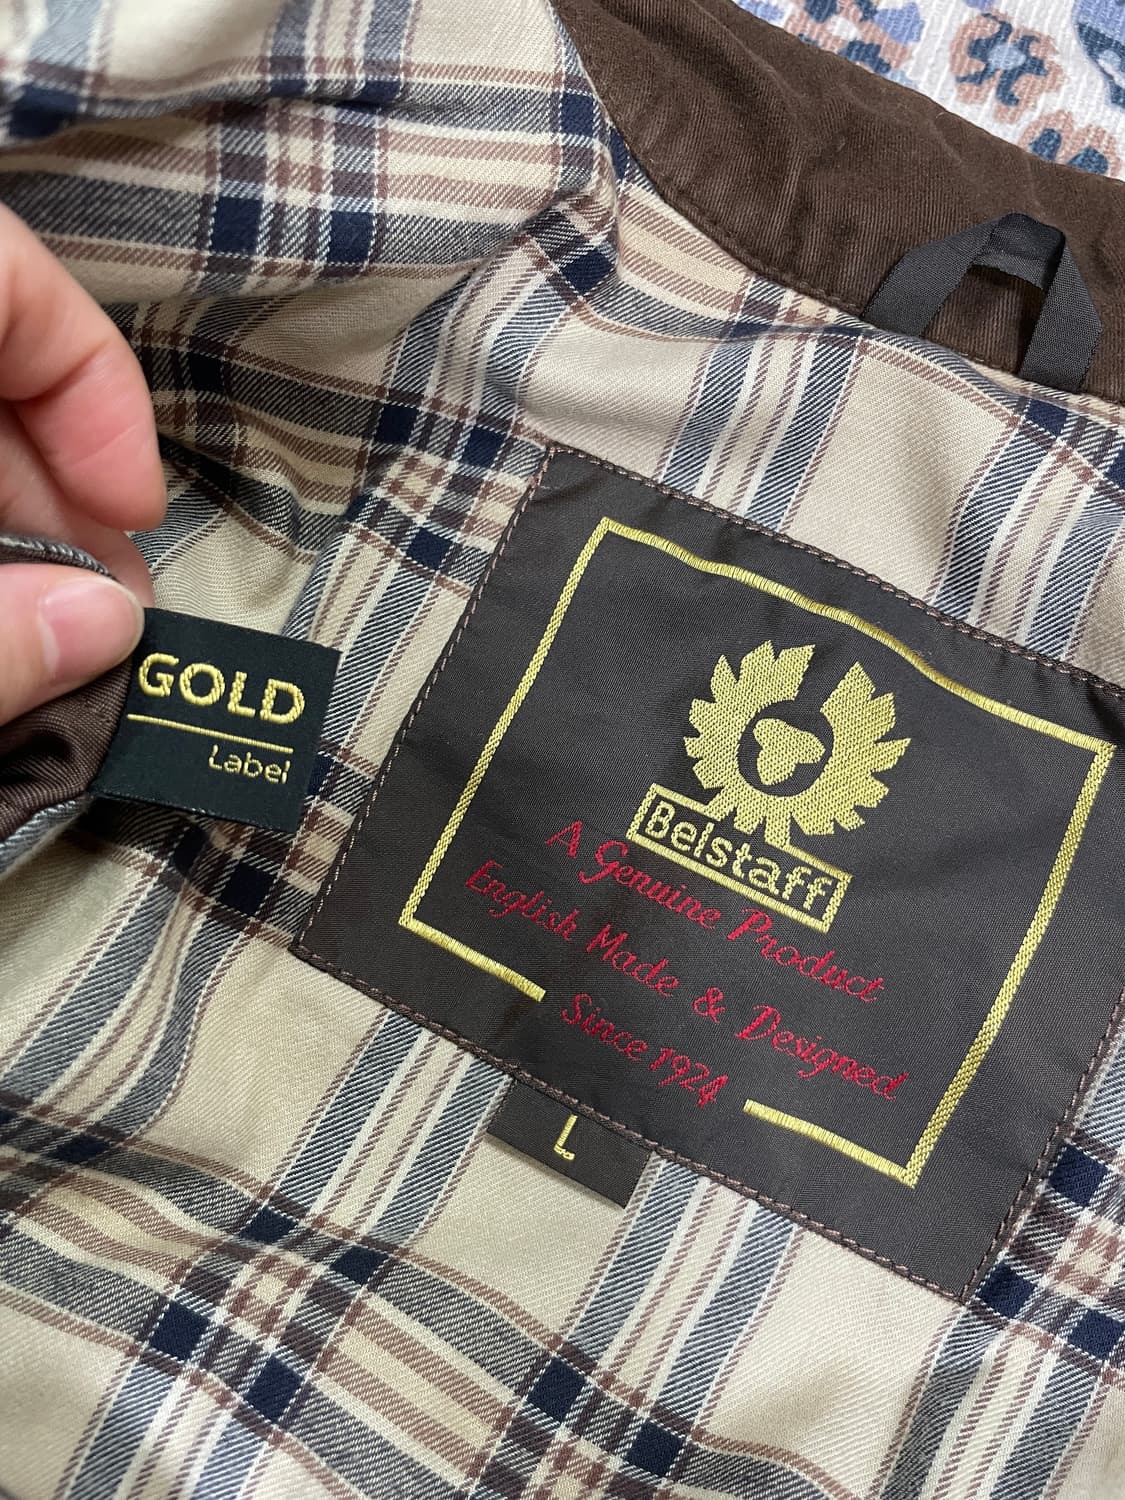 GOLD
Label
Belstaff
A Genuine Product
English Made & Designed
Since 1924
L